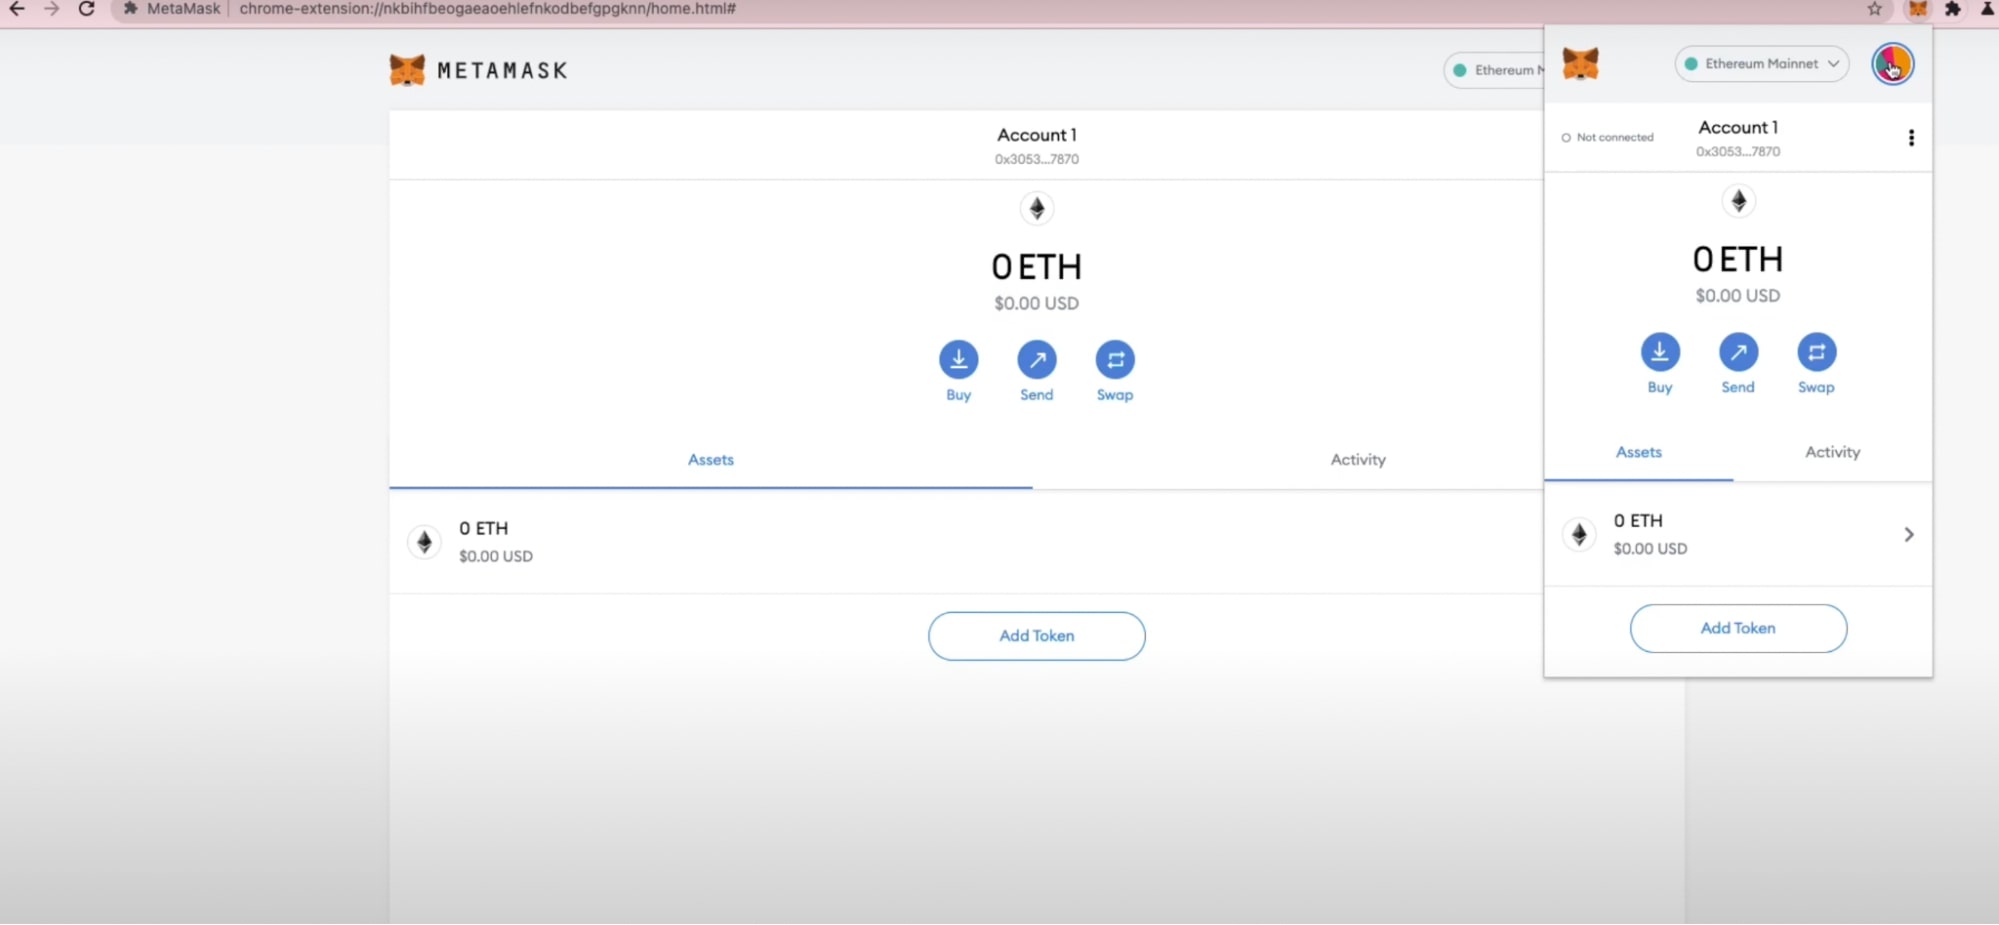 MetaMask chrome-extension://nkbihfbeogaeaoehlefnkodbefgpgknn/home.html#
METAMASK
Ethereum M
Account 1
0x3053...7870
0 ETH
$0.00 USD
Buy Send Swap
Assets Activity
0 ETH
$0.00 USD
Add Token
Ethereum Mainnet
Not connected
Account 1
0x3053...7870
0 ETH
$0.00 USD
Buy Send Swap
Assets Activity
0 ETH
$0.00 USD
Add Token